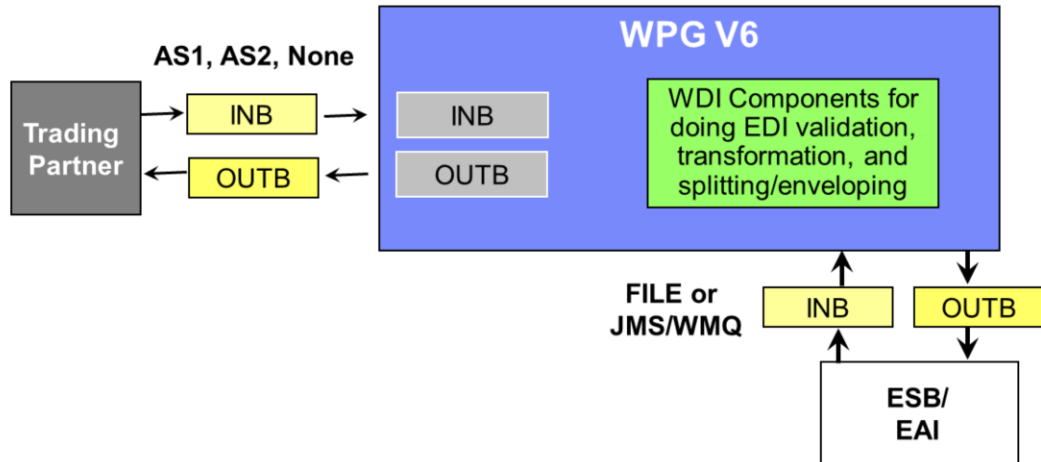 WPG V6
AS1, AS2, None
Trading
Partner
INB
OUTB
INB
OUTB
WDI Components for
doing EDI validation,
transformation, and
splitting/enveloping
FILE or
JMS/WMQ
INB
OUTB
ESB/
EAI